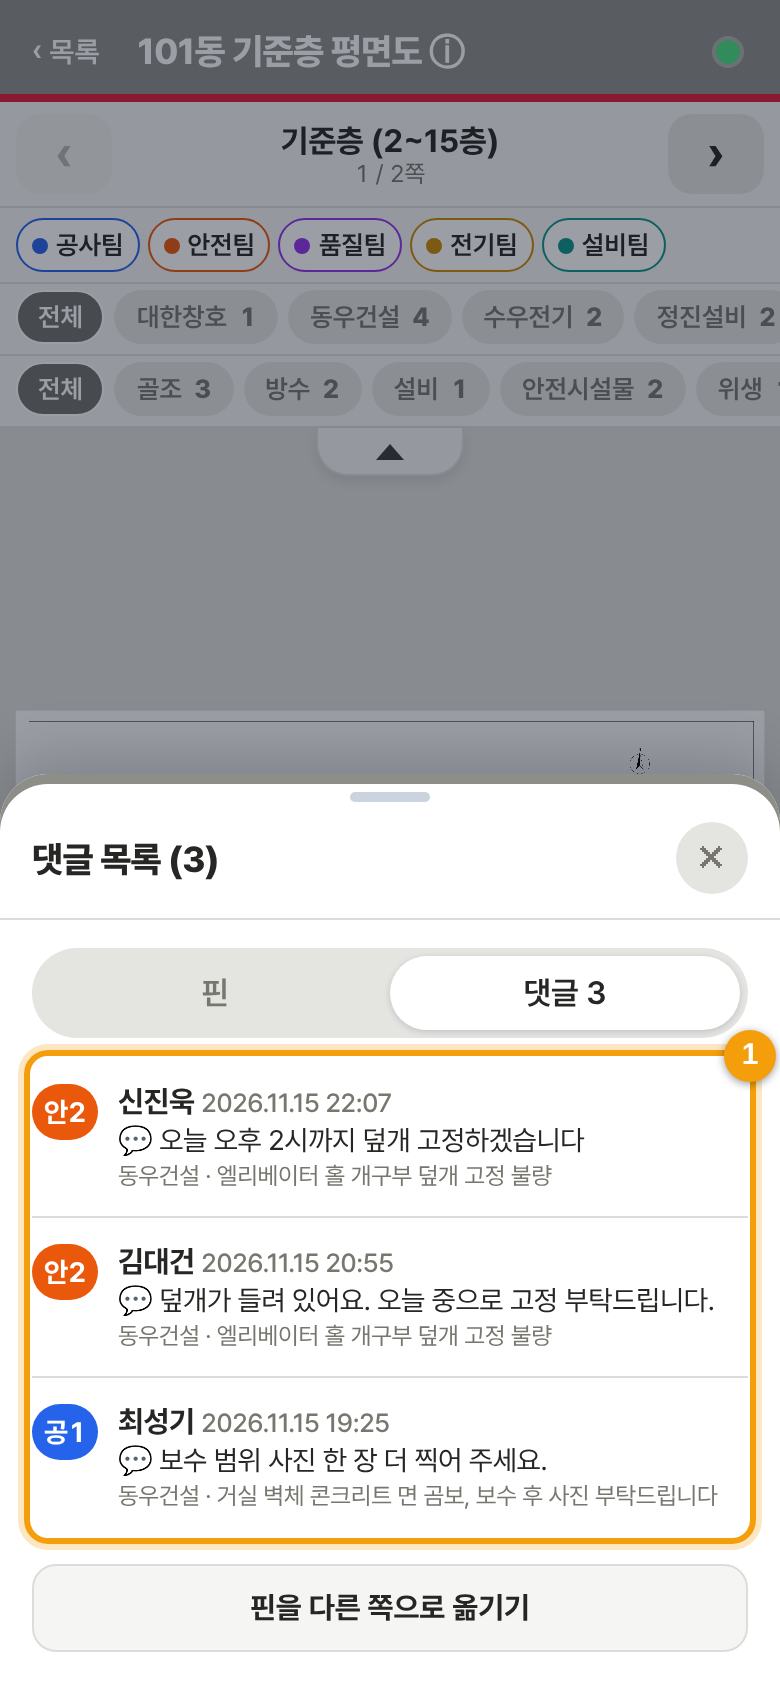 ‹ 목록 101동 기준층 평면도 ⓘ
‹ 기준층 (2~15층) ›
1 / 2쪽
공사팀 안전팀 품질팀 전기팀 설비팀
전체 대한창호 1 동우건설 4 수우전기 2 정진설비 2
전체 골조 3 방수 2 설비 1 안전시설물 2 위생
댓글 목록 (3) ✕
핀 댓글 3
1
안2 신진욱 2026.11.15 22:07
💬 오늘 오후 2시까지 덮개 고정하겠습니다
동우건설 · 엘리베이터 홀 개구부 덮개 고정 불량
안2 김대건 2026.11.15 20:55
💬 덮개가 들려 있어요. 오늘 중으로 고정 부탁드립니다.
동우건설 · 엘리베이터 홀 개구부 덮개 고정 불량
공1 최성기 2026.11.15 19:25
💬 보수 범위 사진 한 장 더 찍어 주세요.
동우건설 · 거실 벽체 콘크리트 면 곰보, 보수 후 사진 부탁드립니다
핀을 다른 쪽으로 옮기기